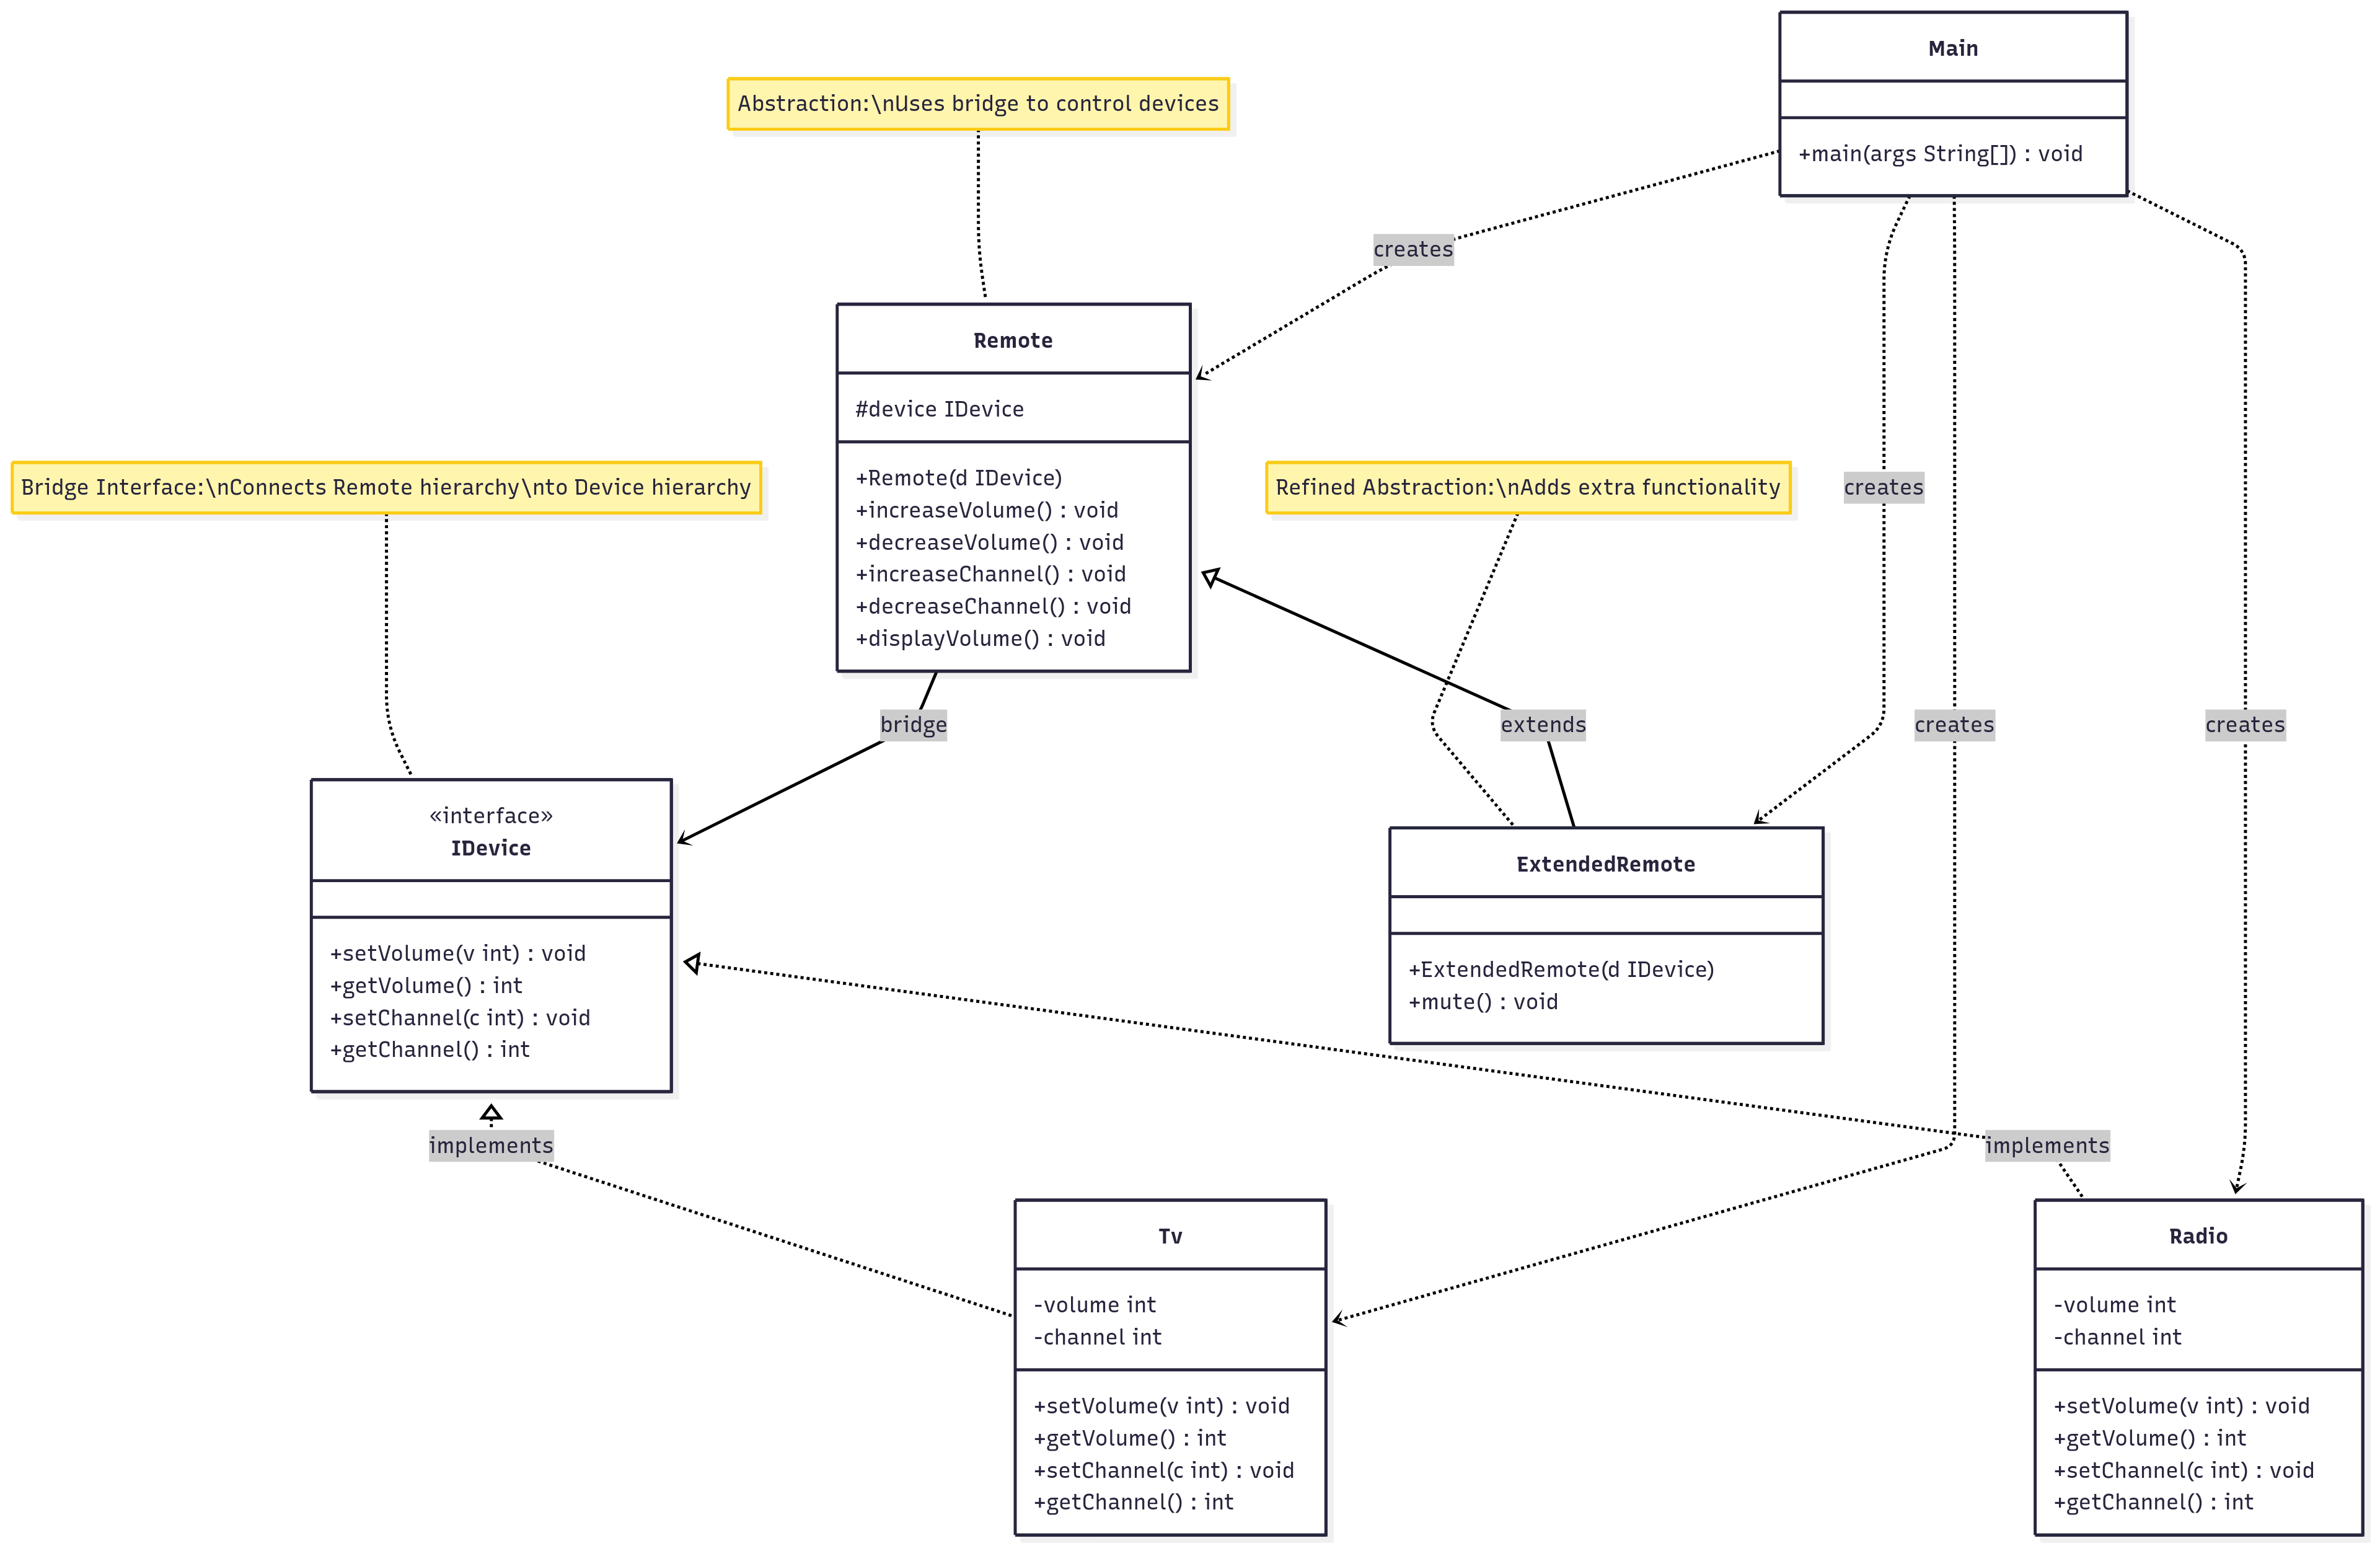 Main
+main(args String[]) : void
Abstraction:\nUses bridge to control devices
creates
Remote
#device IDevice
+Remote(d IDevice)
+increaseVolume() : void
+decreaseVolume() : void
+increaseChannel() : void
+decreaseChannel() : void
+displayVolume() : void
Bridge Interface:\nConnects Remote hierarchy\nto Device hierarchy
Refined Abstraction:\nAdds extra functionality
creates
bridge
extends
creates
creates
«interface»
IDevice
+setVolume(v int) : void
+getVolume() : int
+setChannel(c int) : void
+getChannel() : int
ExtendedRemote
+ExtendedRemote(d IDevice)
+mute() : void
implements
implements
Tv
-volume int
-channel int
+setVolume(v int) : void
+getVolume() : int
+setChannel(c int) : void
+getChannel() : int
Radio
-volume int
-channel int
+setVolume(v int) : void
+getVolume() : int
+setChannel(c int) : void
+getChannel() : int